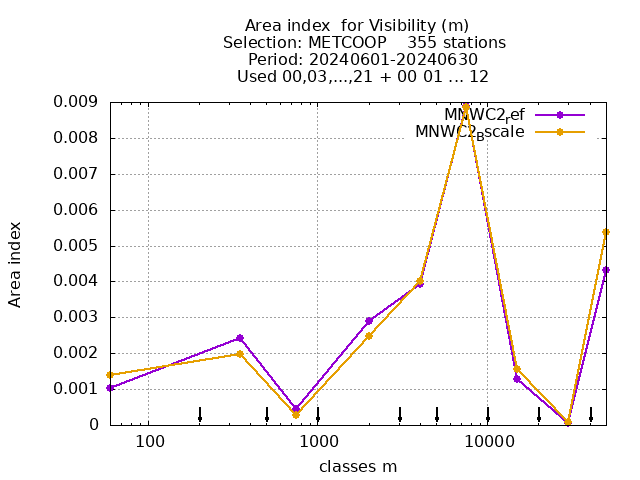 Area index  for Visibility (m)
Selection: METCOOP    355 stations
Period: 20240601-20240630
Used 00,03,...,21 + 00 01 ... 12
MNWC2ref
MNWC2Bscale
0.009
0.008
0.007
0.006
0.005
0.004
0.003
0.002
0.001
0
Area index
100
1000
10000
classes m